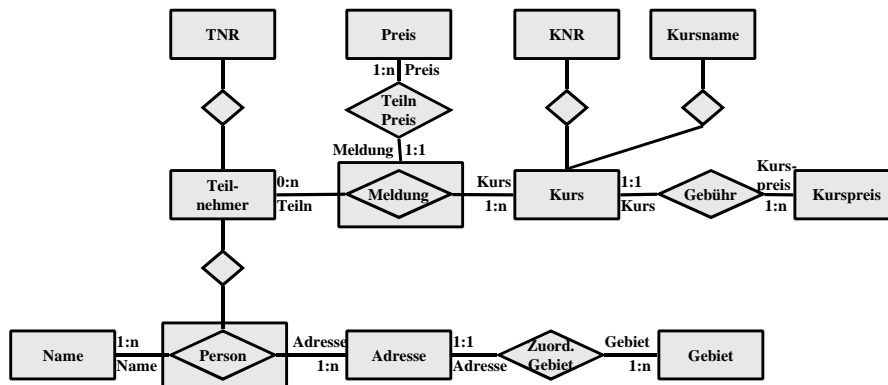 TNR
Preis
KNR
Kursname
1:n Preis
Teiln
Preis
Meldung 1:1
Teil-
nehmer
0:n
Teiln
Meldung
Kurs
1:n
Kurs
1:1
Kurs
Gebühr
Kurs-
preis
1:n
Kurspreis
Name
1:n
Name
Person
Adresse
1:n
Adresse
1:1
Adresse
Zuord.
Gebiet
Gebiet
1:n
Gebiet